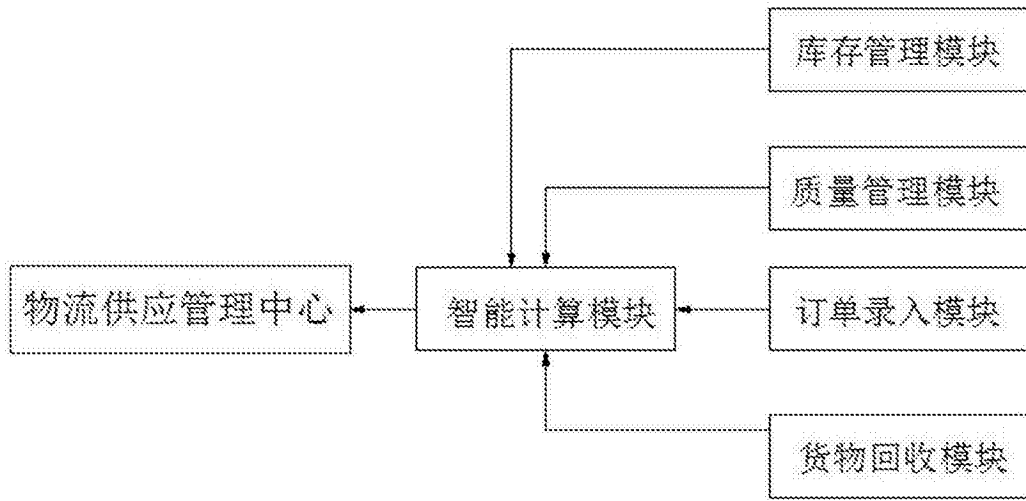 库存管理模块
质量管理模块
物流供应管理中心
智能计算模块
订单录入模块
货物回收模块